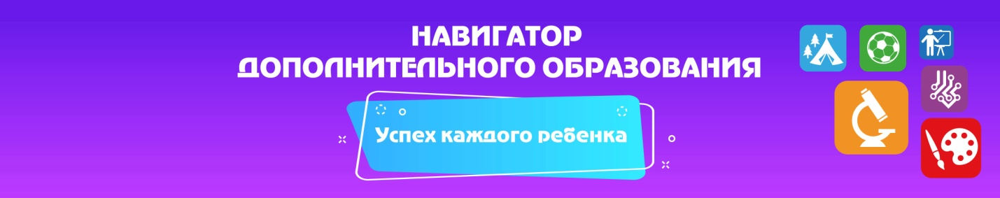 НАВИГАТОР
ДОПОЛНИТЕЛЬНОГО ОБРАЗОВАНИЯ
Успех каждого ребенка